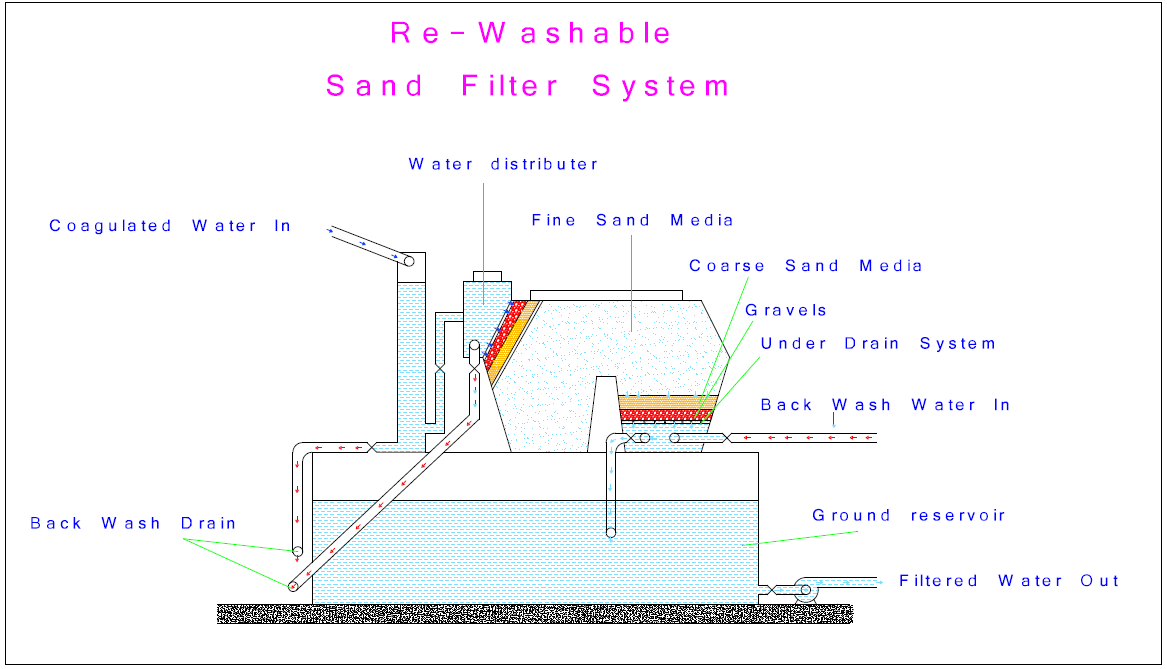 Re-Washable
Sand Filter System
Water distributer
Coagulated Water In
Fine Sand Media
Coarse Sand Media
Gravels
Under Drain System
Back Wash Water In
Back Wash Drain
Ground reservoir
Filtered Water Out